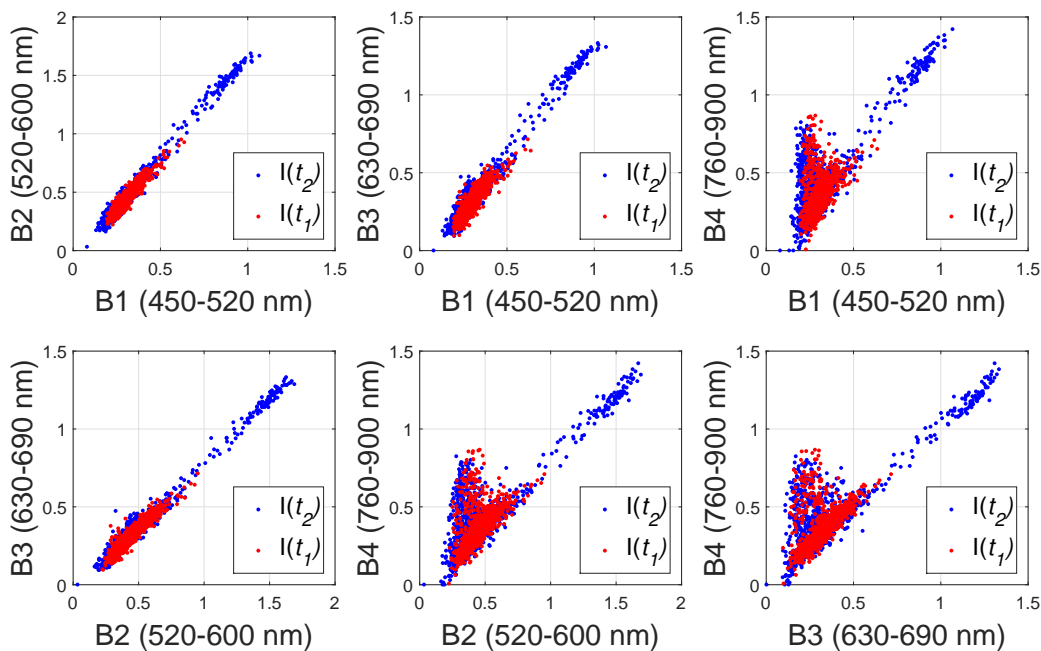 B2 (520-600 nm)
2
1.5
1
0.5
0
0 0.5 1 1.5
B1 (450-520 nm)
I(t2)
I(t1)
B3 (630-690 nm)
1.5
1
0.5
0
0 0.5 1 1.5
B1 (450-520 nm)
I(t2)
I(t1)
B4 (760-900 nm)
1.5
1
0.5
0
0 0.5 1 1.5
B1 (450-520 nm)
I(t2)
I(t1)
B3 (630-690 nm)
1.5
1
0.5
0
0 0.5 1 1.5 2
B2 (520-600 nm)
I(t2)
I(t1)
B4 (760-900 nm)
1.5
1
0.5
0
0 0.5 1 1.5 2
B2 (520-600 nm)
I(t2)
I(t1)
B4 (760-900 nm)
1.5
1
0.5
0
0 0.5 1 1.5
B3 (630-690 nm)
I(t2)
I(t1)